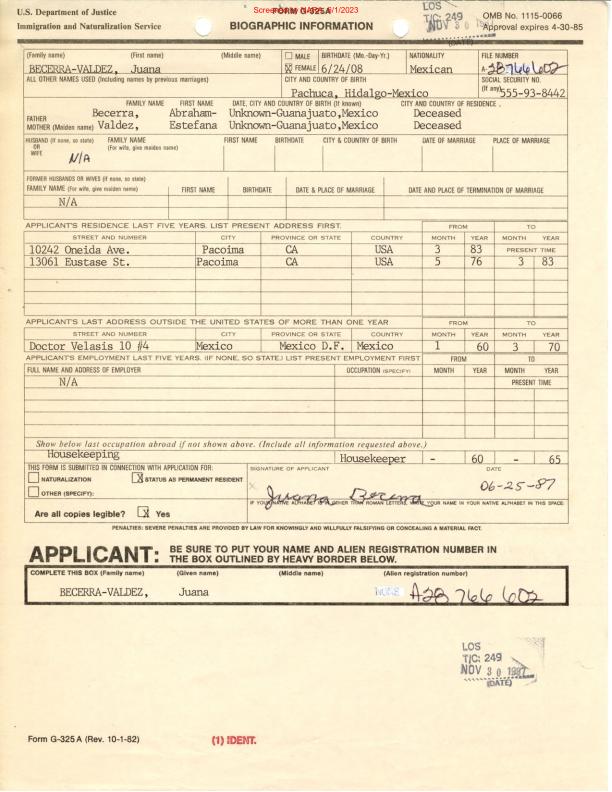 U.S. Department of Justice
Immigration and Naturalization Service
FORM G-325A
BIOGRAPHIC INFORMATION
LOS
T/C: 249
NOV 30
(DATE)
OMB No. 1115-0066
Approval expires 4-30-85
(Family name) (First name) (Middle name) MALE BIRTHDATE (Mo.-Day-Yr.) NATIONALITY FILE NUMBER
BECERRA-VALDEZ, Juana X FEMALE 6/24/08 Mexican A-28 766 602
ALL OTHER NAMES USED (Including names by previous marriages) CITY AND COUNTRY OF BIRTH SOCIAL SECURITY NO.
Pachuca, Hidalgo-Mexico (If any) 555-93-8442
FAMILY NAME FIRST NAME DATE, CITY AND COUNTRY OF BIRTH (If known) CITY AND COUNTRY OF RESIDENCE.
FATHER Becerra, Abraham- Unknown-Guanajuato,Mexico Deceased
MOTHER (Maiden name) Valdez, Estefana Unknown-Guanajuato,Mexico Deceased
HUSBAND (If none, so state) OR WIFE FAMILY NAME (For wife, give maiden name) FIRST NAME BIRTHDATE CITY & COUNTRY OF BIRTH DATE OF MARRIAGE PLACE OF MARRIAGE
N/A
FORMER HUSBANDS OR WIVES (If none, so state)
FAMILY NAME (For wife, give maiden name) FIRST NAME BIRTHDATE DATE & PLACE OF MARRIAGE DATE AND PLACE OF TERMINATION OF MARRIAGE
N/A
APPLICANT'S RESIDENCE LAST FIVE YEARS. LIST PRESENT ADDRESS FIRST. FROM TO
STREET AND NUMBER CITY PROVINCE OR STATE COUNTRY MONTH YEAR MONTH YEAR
10242 Oneida Ave. Pacoima CA USA 3 83 PRESENT TIME
13061 Eustase St. Pacoima CA USA 5 76 3 83
APPLICANT'S LAST ADDRESS OUTSIDE THE UNITED STATES OF MORE THAN ONE YEAR FROM TO
STREET AND NUMBER CITY PROVINCE OR STATE COUNTRY MONTH YEAR MONTH YEAR
Doctor Velasis 10 #4 Mexico Mexico D.F. Mexico 1 60 3 70
APPLICANT'S EMPLOYMENT LAST FIVE YEARS. (IF NONE, SO STATE.) LIST PRESENT EMPLOYMENT FIRST FROM TO
FULL NAME AND ADDRESS OF EMPLOYER OCCUPATION (SPECIFY) MONTH YEAR MONTH YEAR
N/A PRESENT TIME
Show below last occupation abroad if not shown above. (Include all information requested above.)
Housekeeping Housekeeper - 60 - 65
THIS FORM IS SUBMITTED IN CONNECTION WITH APPLICATION FOR: SIGNATURE OF APPLICANT DATE
NATURALIZATION X STATUS AS PERMANENT RESIDENT
OTHER (SPECIFY): Juana Becerra 06-25-87
IF YOUR NATIVE ALPHABET IS IN OTHER THAN ROMAN LETTERS, WRITE YOUR NAME IN YOUR NATIVE ALPHABET IN THIS SPACE:
Are all copies legible? X Yes
PENALTIES: SEVERE PENALTIES ARE PROVIDED BY LAW FOR KNOWINGLY AND WILLFULLY FALSIFYING OR CONCEALING A MATERIAL FACT.
APPLICANT: BE SURE TO PUT YOUR NAME AND ALIEN REGISTRATION NUMBER IN
THE BOX OUTLINED BY HEAVY BORDER BELOW.
COMPLETE THIS BOX (Family name) (Given name) (Middle name) (Alien registration number)
BECERRA-VALDEZ, Juana NONE A28 766 602
LOS
T/C: 249
NOV 30 1987
(DATE)
Form G-325 A (Rev. 10-1-82) (1) IDENT.